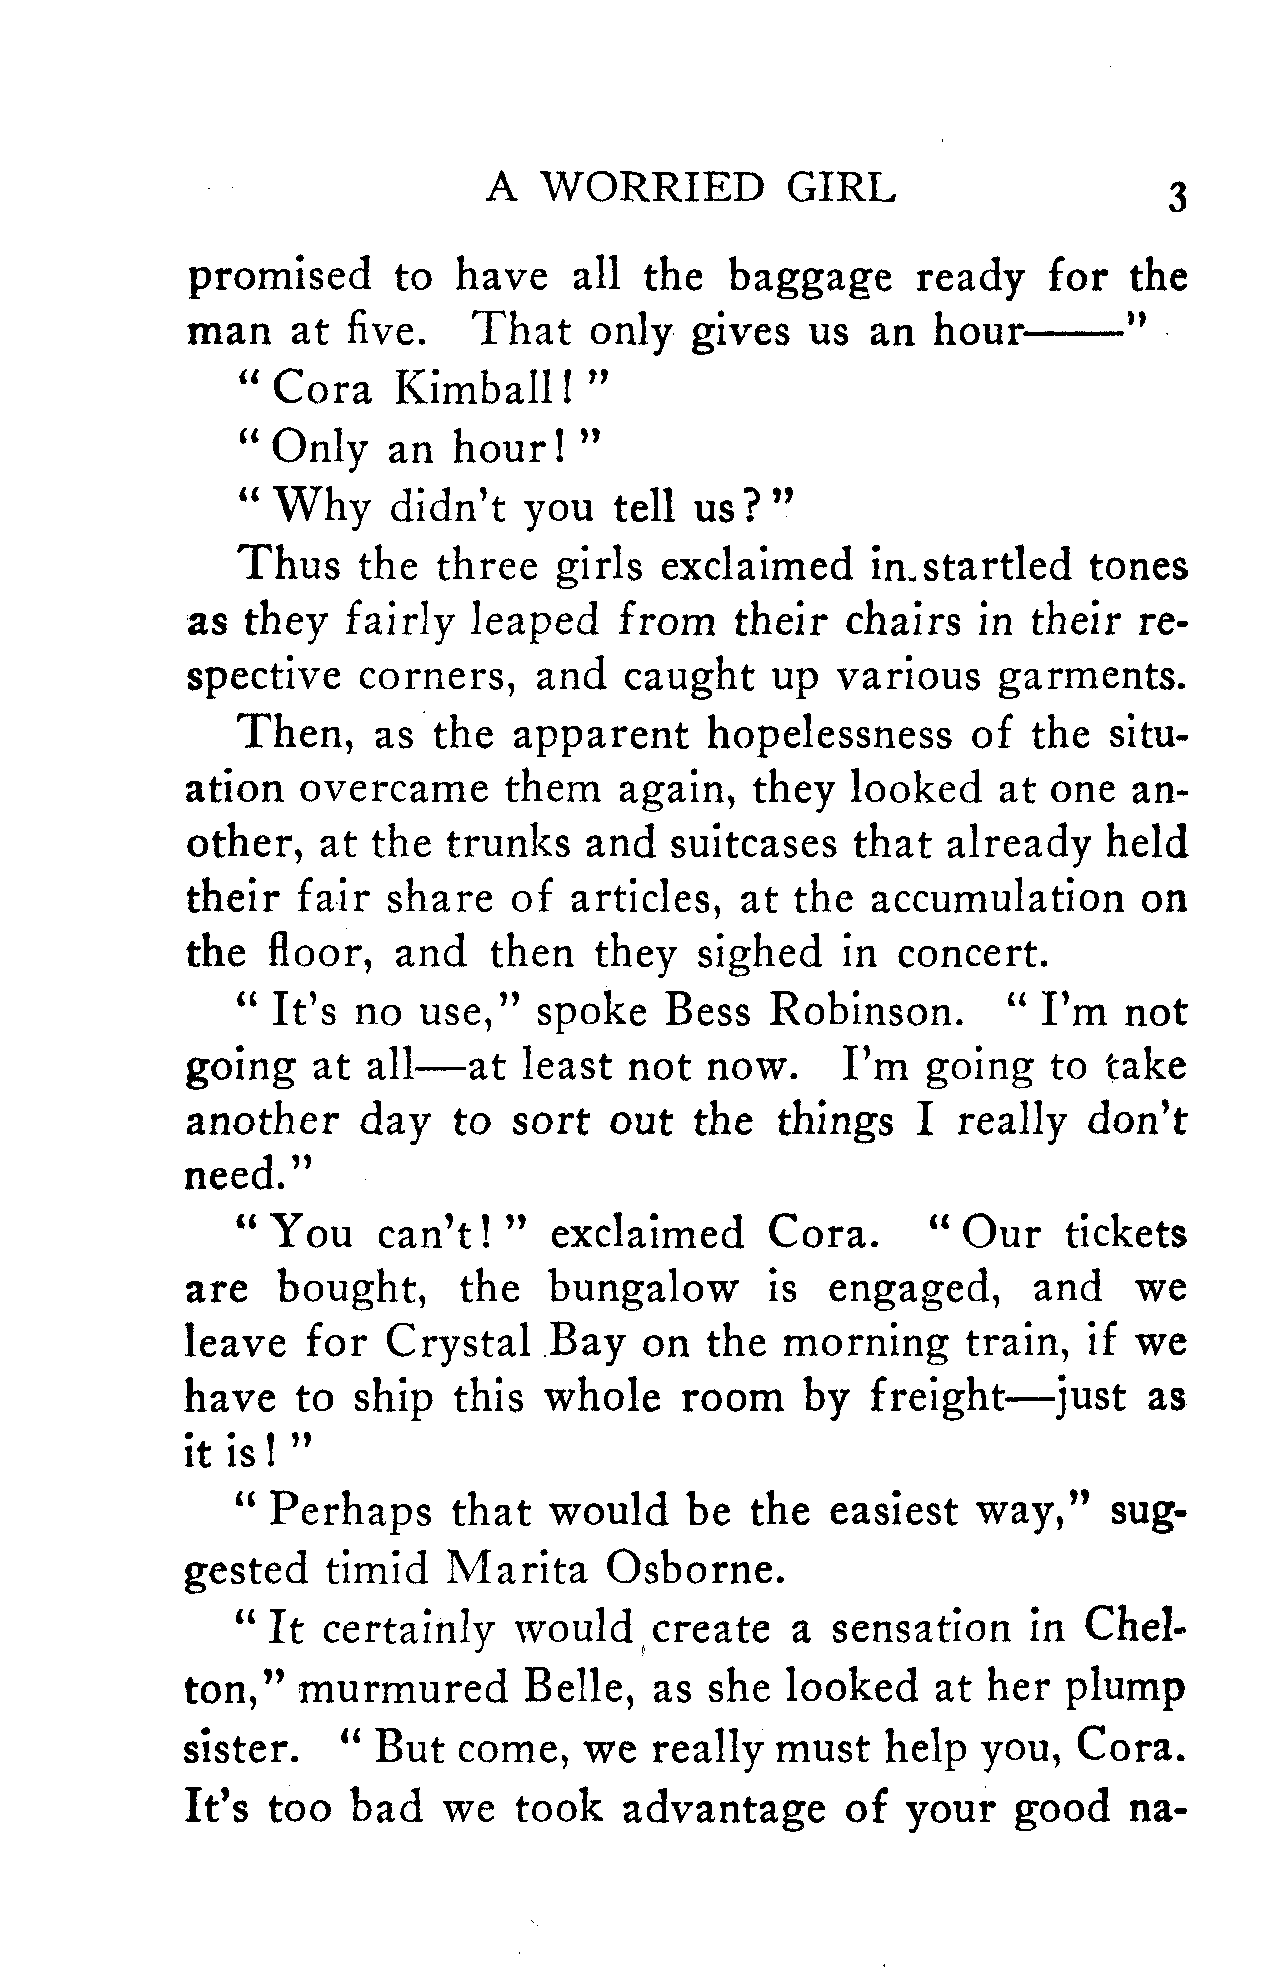 A WORRIED GIRL 3
promised to have all the baggage ready for the
man at five. That only gives us an hour——"
" Cora Kimball! "
" Only an hour! "
" Why didn't you tell us? "
Thus the three girls exclaimed in startled tones
as they fairly leaped from their chairs in their re-
spective corners, and caught up various garments.
Then, as the apparent hopelessness of the situ-
ation overcame them again, they looked at one an-
other, at the trunks and suitcases that already held
their fair share of articles, at the accumulation on
the floor, and then they sighed in concert.
" It's no use," spoke Bess Robinson. " I'm not
going at all—at least not now. I'm going to take
another day to sort out the things I really don't
need."
" You can't! " exclaimed Cora. " Our tickets
are bought, the bungalow is engaged, and we
leave for Crystal Bay on the morning train, if we
have to ship this whole room by freight—just as
it is! "
" Perhaps that would be the easiest way," sug-
gested timid Marita Osborne.
" It certainly would create a sensation in Chel-
ton," murmured Belle, as she looked at her plump
sister. " But come, we really must help you, Cora.
It's too bad we took advantage of your good na-